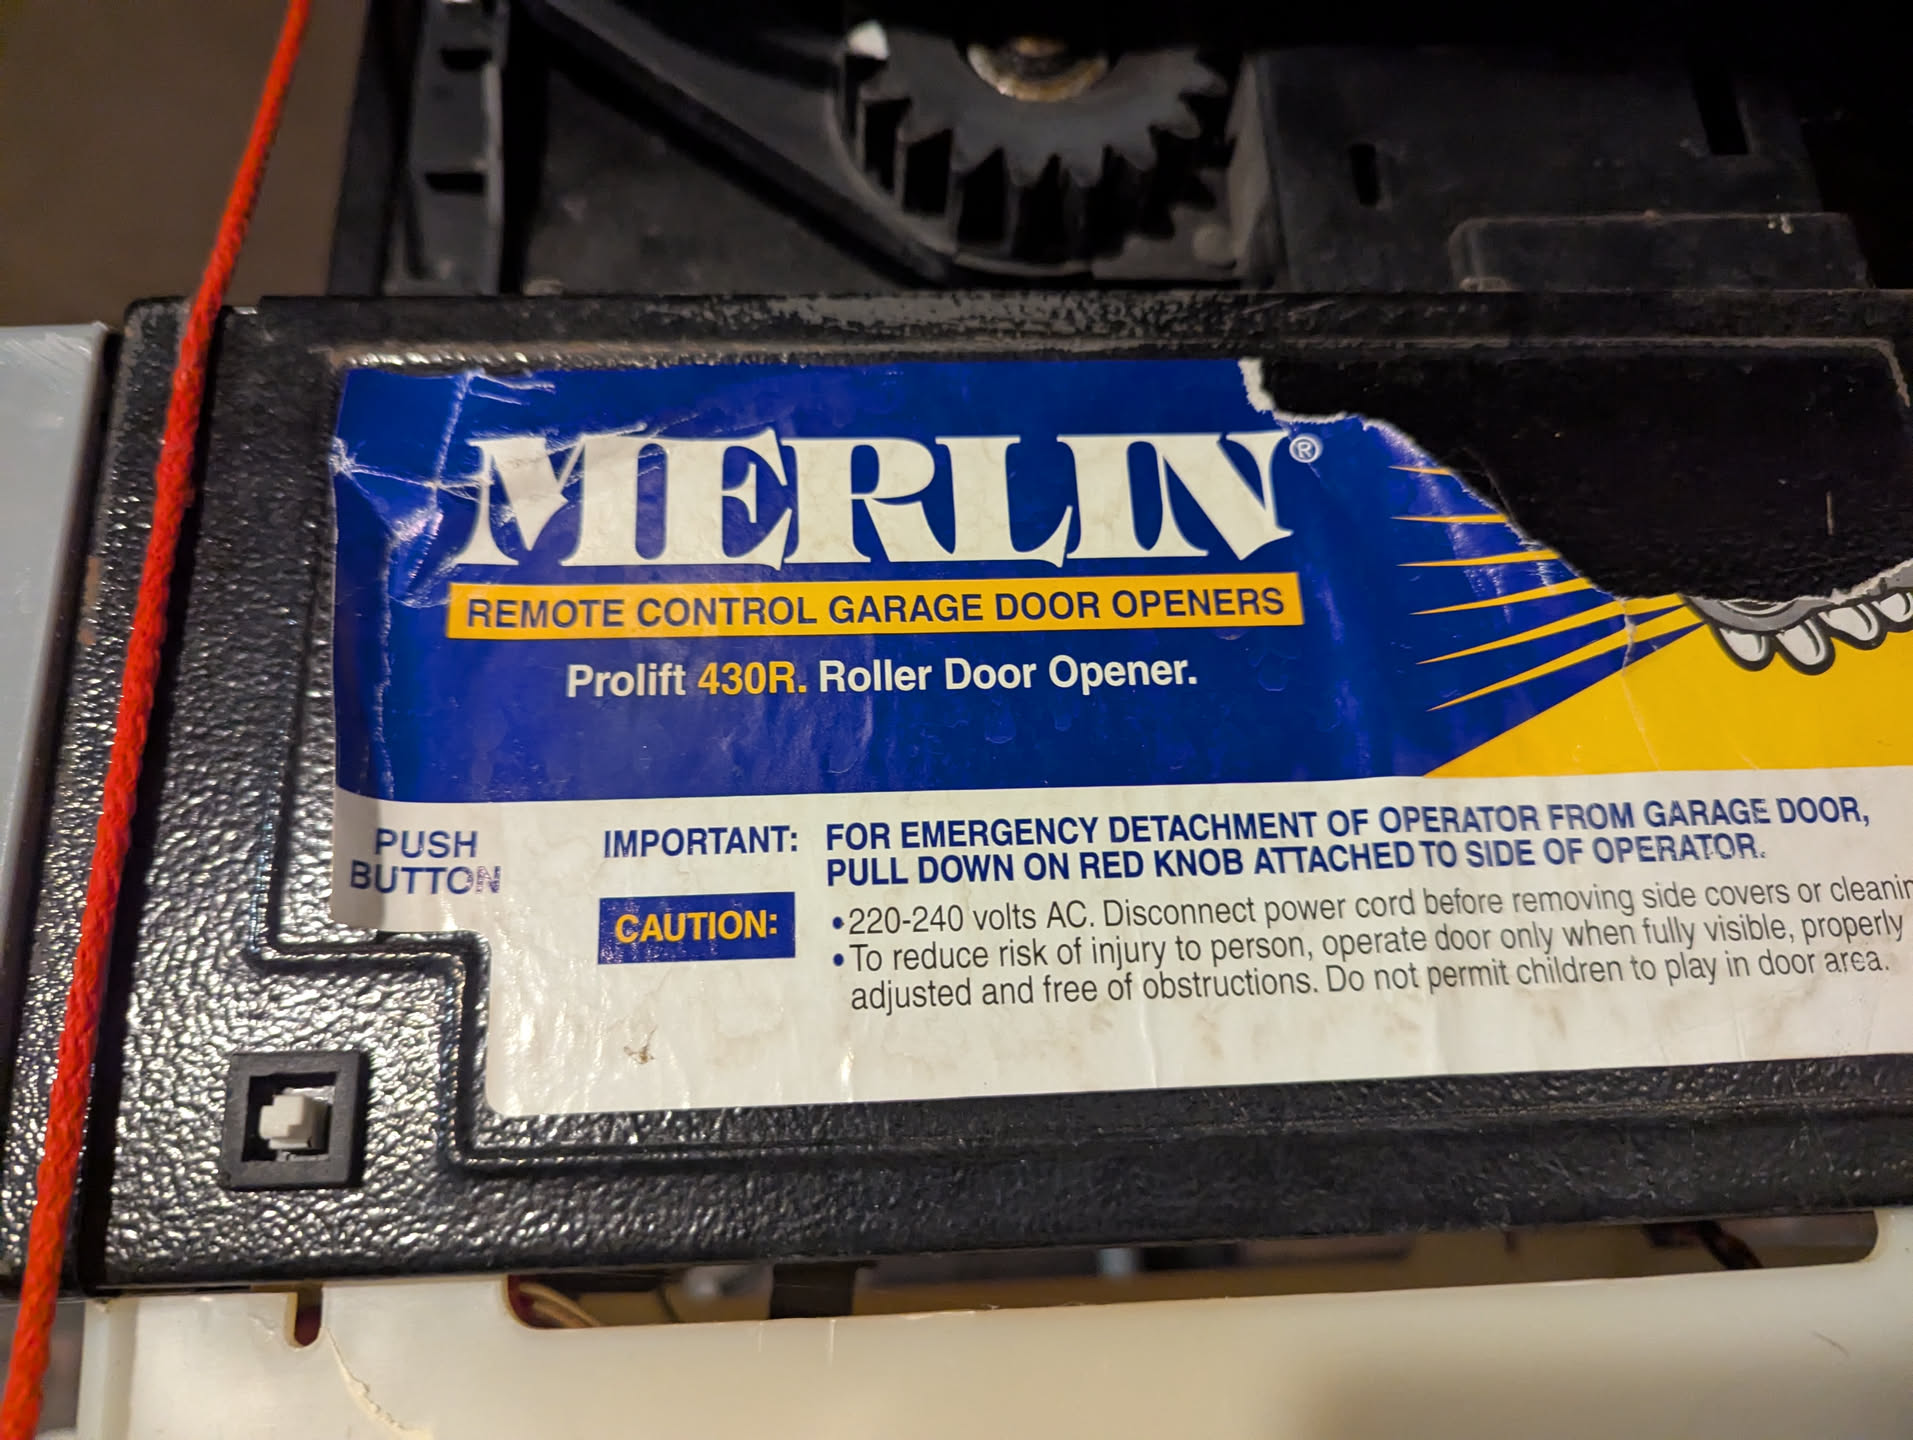 MERLIN®
REMOTE CONTROL GARAGE DOOR OPENERS
Prolift 430R. Roller Door Opener.
PUSH
BUTTON
IMPORTANT: FOR EMERGENCY DETACHMENT OF OPERATOR FROM GARAGE DOOR,
PULL DOWN ON RED KNOB ATTACHED TO SIDE OF OPERATOR.
CAUTION:
•220-240 volts AC. Disconnect power cord before removing side covers or
•To reduce risk of injury to person, operate door only when fully visible, properly
adjusted and free of obstructions. Do not permit children to play in door area.